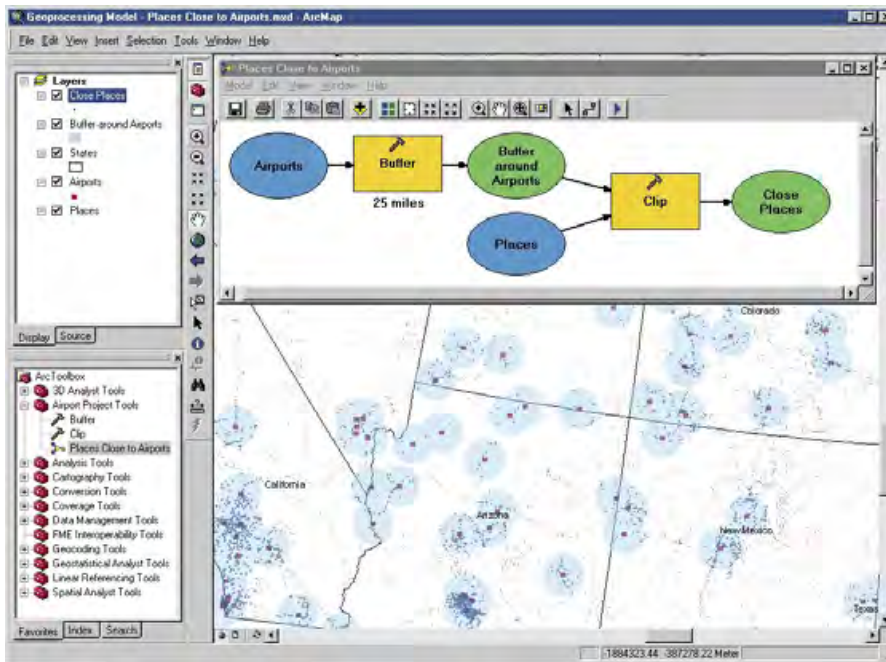 Geoprocessing Model - Places Close to Airports.mxd - ArcMap
File Edit View Insert Selection Tools Window Help
Layers
Close Places
Buffer around Airports
States
Airports
Places
Display Source
Places Close to Airports
Model Edit View Window Help
Airports
Buffer
25 miles
Buffer around Airports
Places
Clip
Close Places
ArcToolbox
3D Analyst Tools
Airport Project Tools
Buffer
Clip
Places Close to Airports
Analysis Tools
Cartography Tools
Conversion Tools
Coverage Tools
Data Management Tools
FME Interoperability Tools
Geocoding Tools
Geostatistical Analyst Tools
Linear Referencing Tools
Spatial Analyst Tools
Favorites Index Search
Colorado
California
Arizona
New Mexico
Texas
-1884323.44 -387278.22 Meter